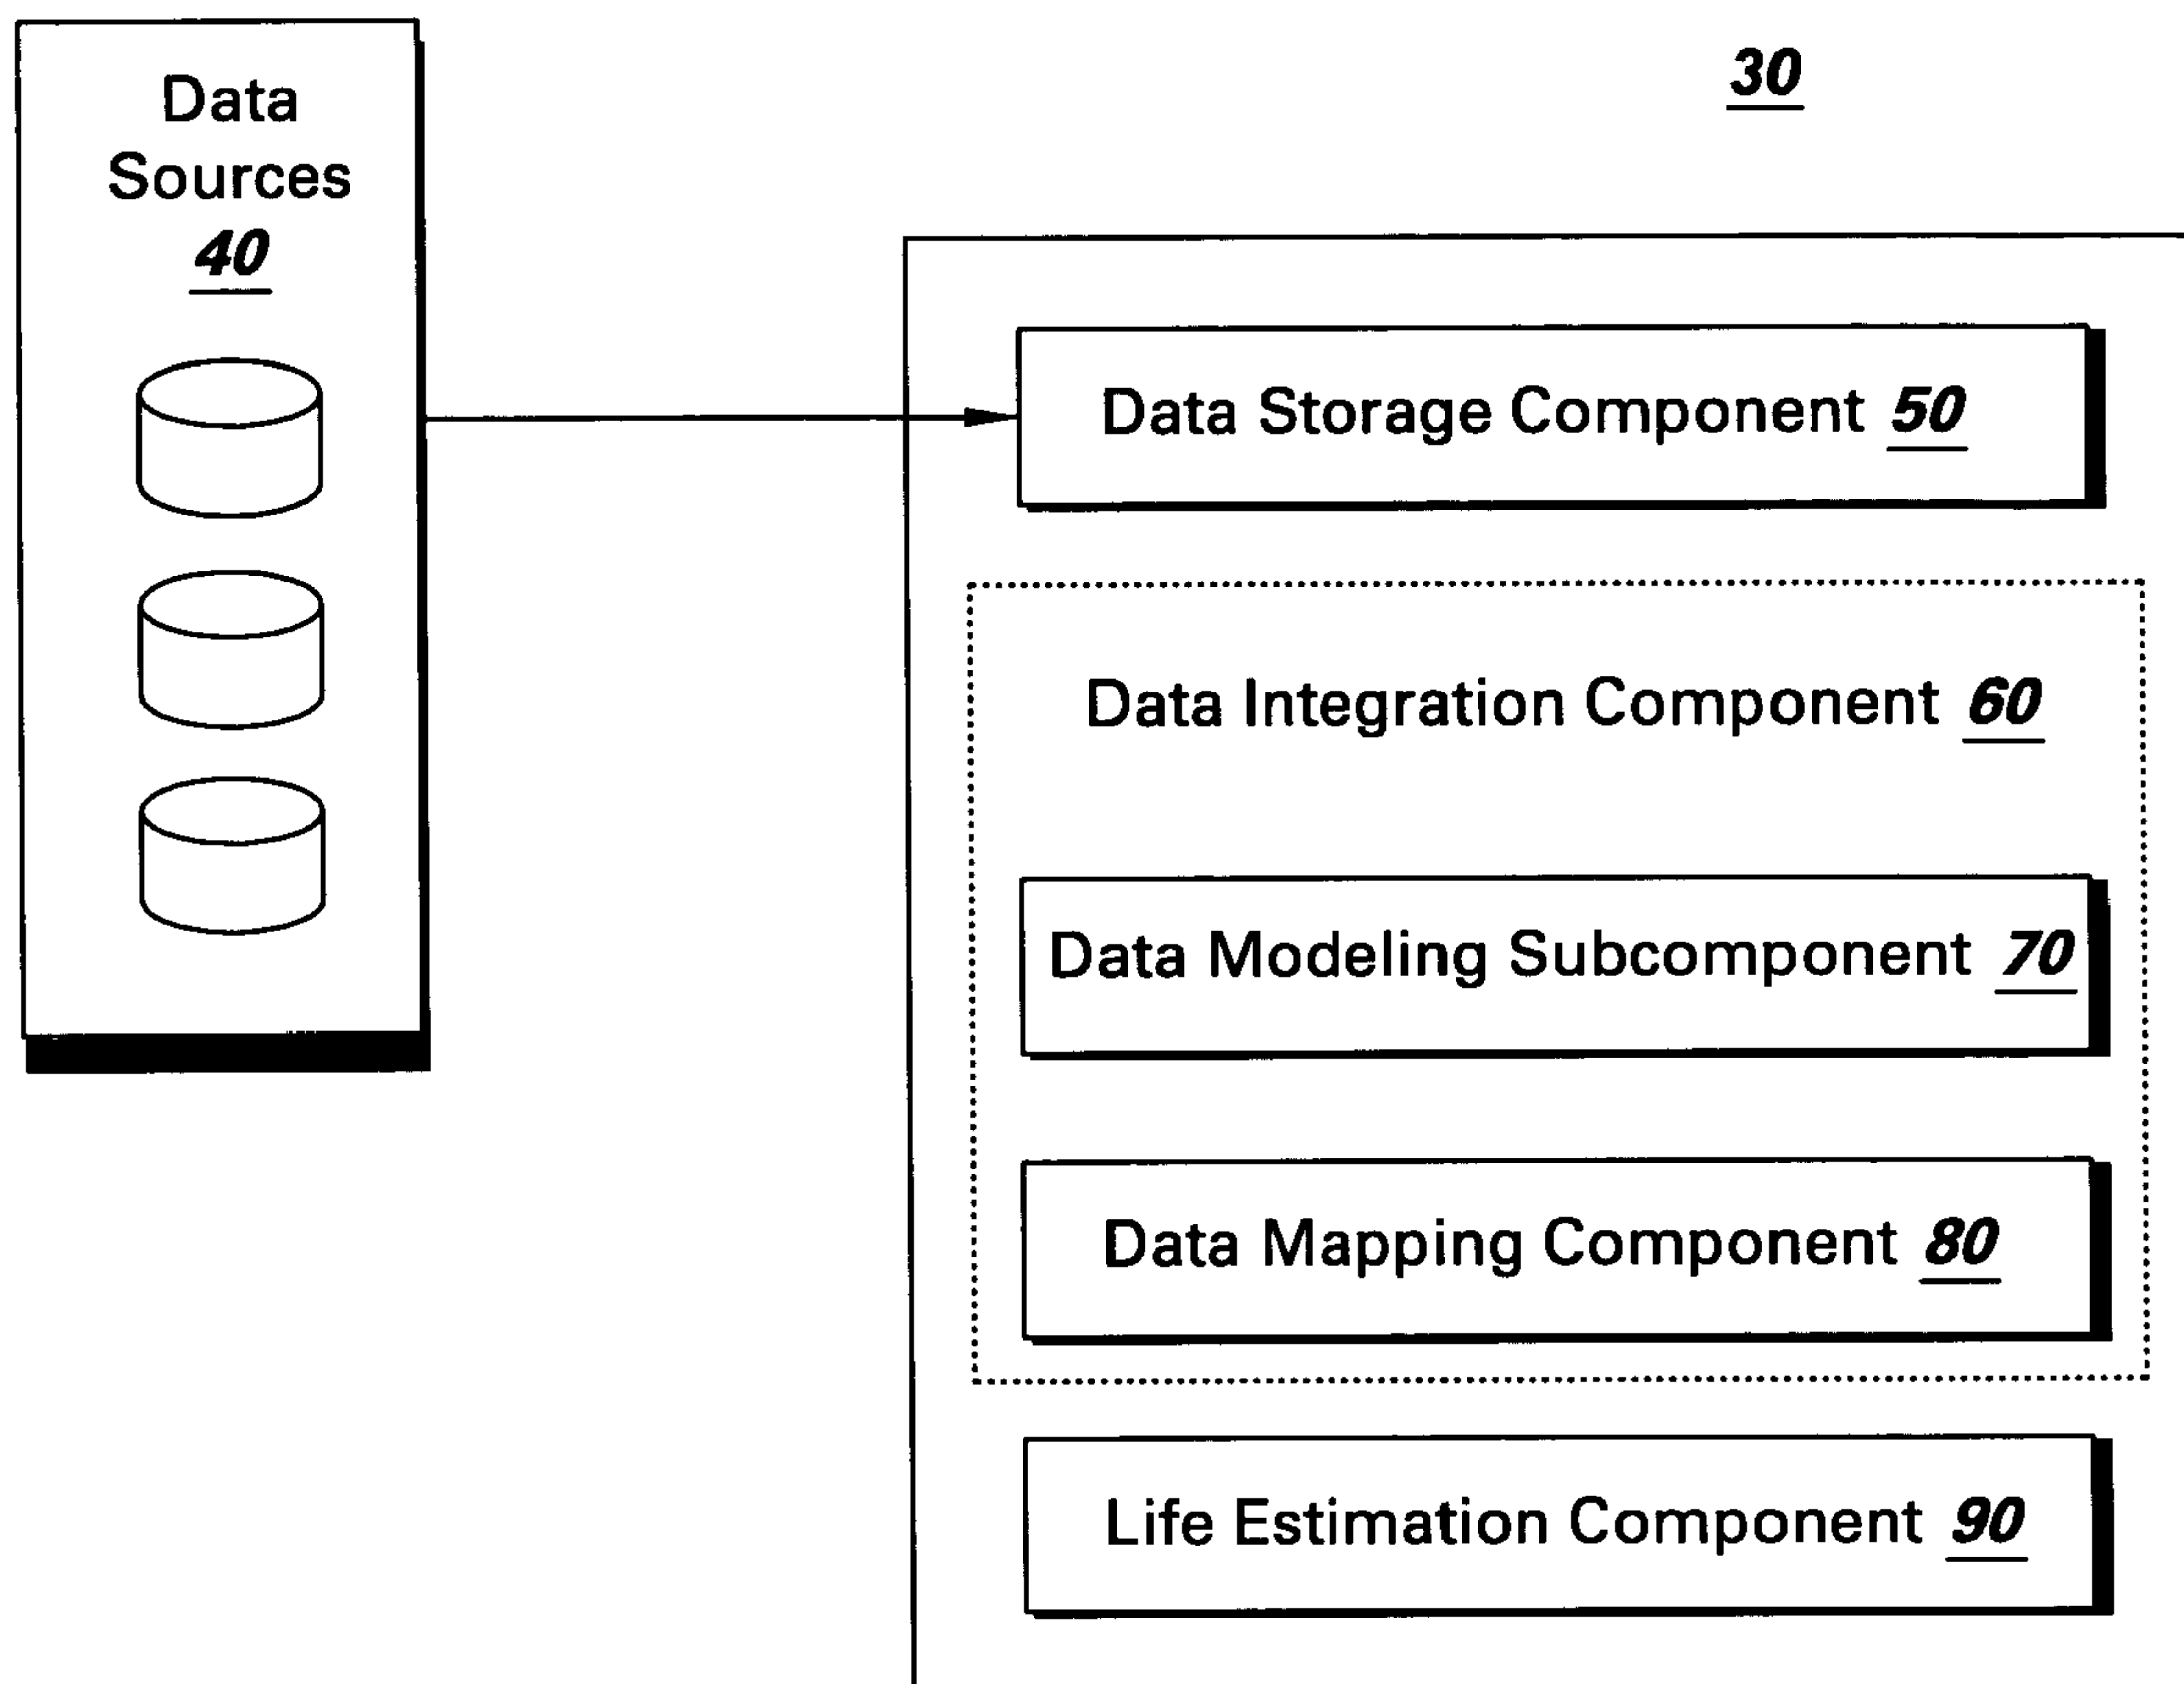 Data
Sources
40
30
Data Storage Component 50
Data Integration Component 60
Data Modeling Subcomponent 70
Data Mapping Component 80
Life Estimation Component 90